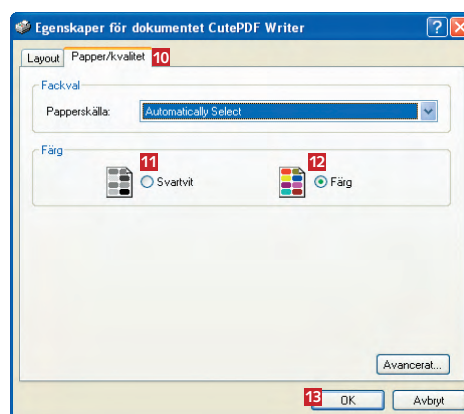 Egenskaper för dokumentet CutePDF Writer
Layout Papper/kvalitet 10
Fackval
Papperskälla: Automatically Select
Färg
11 12
Svartvit Färg
Avancerat...
13 OK Avbryt